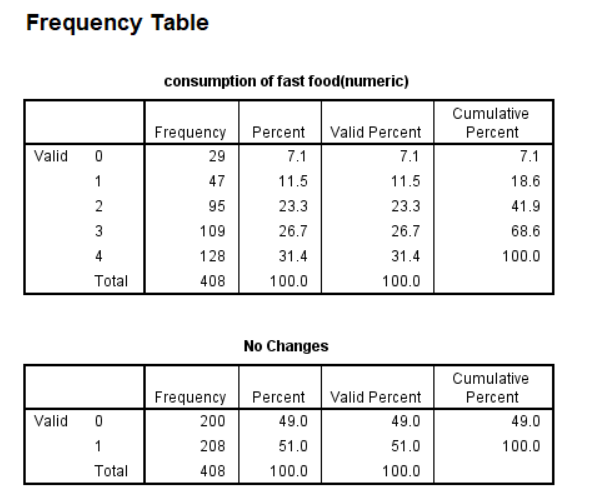 Frequency Table
consumption of fast food(numeric)
Frequency Percent Valid Percent Cumulative Percent
Valid 0 29 7.1 7.1 7.1
1 47 11.5 11.5 18.6
2 95 23.3 23.3 41.9
3 109 26.7 26.7 68.6
4 128 31.4 31.4 100.0
Total 408 100.0 100.0
No Changes
Frequency Percent Valid Percent Cumulative Percent
Valid 0 200 49.0 49.0 49.0
1 208 51.0 51.0 100.0
Total 408 100.0 100.0